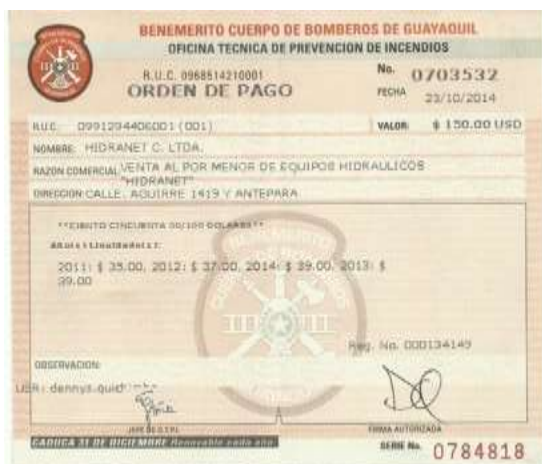 BENEMERITO CUERPO DE BOMBEROS DE GUAYAQUIL
OFICINA TECNICA DE PREVENCION DE INCENDIOS
R.U.C. 0968514210001
No. 0703532
ORDEN DE PAGO
FECHA 23/10/2014
R.U.C. 0991294406001 (001)
VALOR: $ 150.00 USD
NOMBRE: HIDRANET C. LTDA.
RAZON COMERCIAL: VENTA AL POR MENOR DE EQUIPOS HIDRAULICOS
"HIDRANET"
DIRECCION: CALLE. AGUIRRE 1419 Y ANTEPARA
**CIENTO CINCUENTA 00/100 DOLARES**
2011: $ 35.00, 2012: $ 37.00, 2014: $ 39.00, 2013: $
39.00
Reg. No. 000134149
OBSERVACION:
USR: dennys
FIRMA AUTORIZADA
CADUCA 31 DE DICIEMBRE Renovable cada año
SERIE No. 0784818